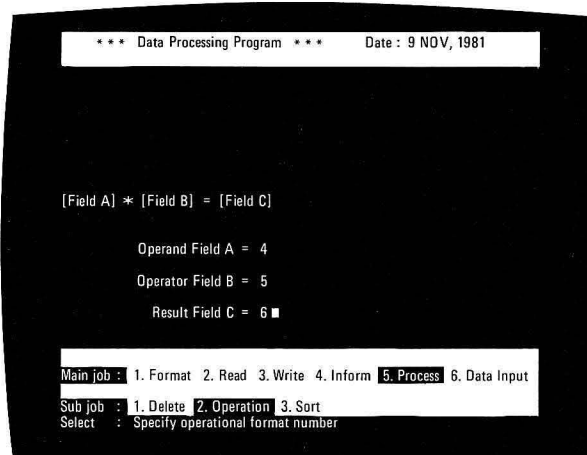 * * * Data Processing Program * * * Date : 9 NOV, 1981
[Field A] * [Field B] = [Field C]
Operand Field A = 4
Operator Field B = 5
Result Field C = 6
Main job : 1. Format 2. Read 3. Write 4. Inform 5. Process 6. Data Input
Sub job : 1. Delete 2. Operation 3. Sort
Select : Specify operational format number